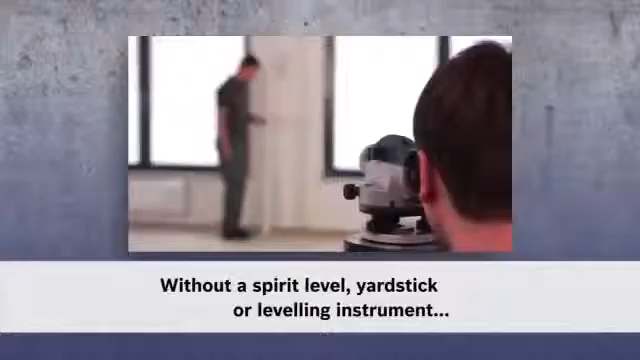 Without a spirit level, yardstick
or levelling instrument...